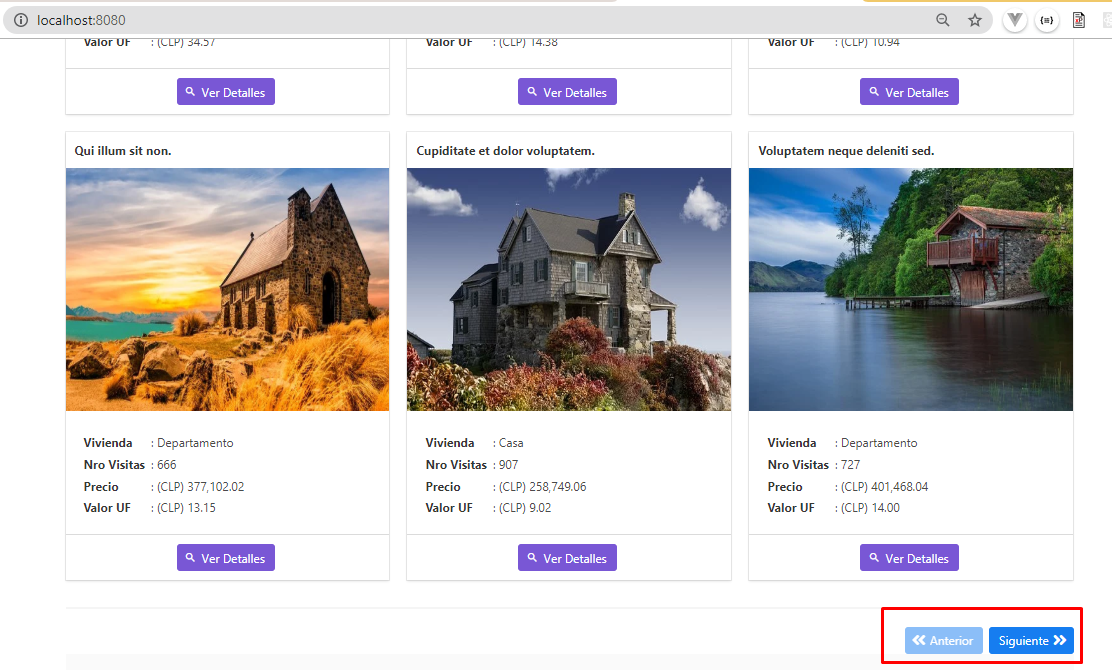 localhost:8080
Valor UF : (CLP) 34.57
Valor UF : (CLP) 14.38
Valor UF : (CLP) 10.94
Ver Detalles
Ver Detalles
Ver Detalles
Qui illum sit non.
Cupiditate et dolor voluptatem.
Voluptatem neque deleniti sed.
Vivienda : Departamento
Nro Visitas : 666
Precio : (CLP) 377,102.02
Valor UF : (CLP) 13.15
Vivienda : Casa
Nro Visitas : 907
Precio : (CLP) 258,749.06
Valor UF : (CLP) 9.02
Vivienda : Departamento
Nro Visitas : 727
Precio : (CLP) 401,468.04
Valor UF : (CLP) 14.00
Ver Detalles
Ver Detalles
Ver Detalles
Anterior
Siguiente